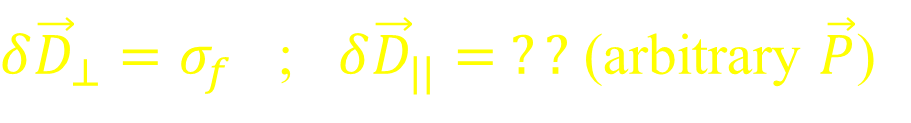 δD⃗⊥ = σf ; δD⃗|| = ? ? (arbitrary P⃗)